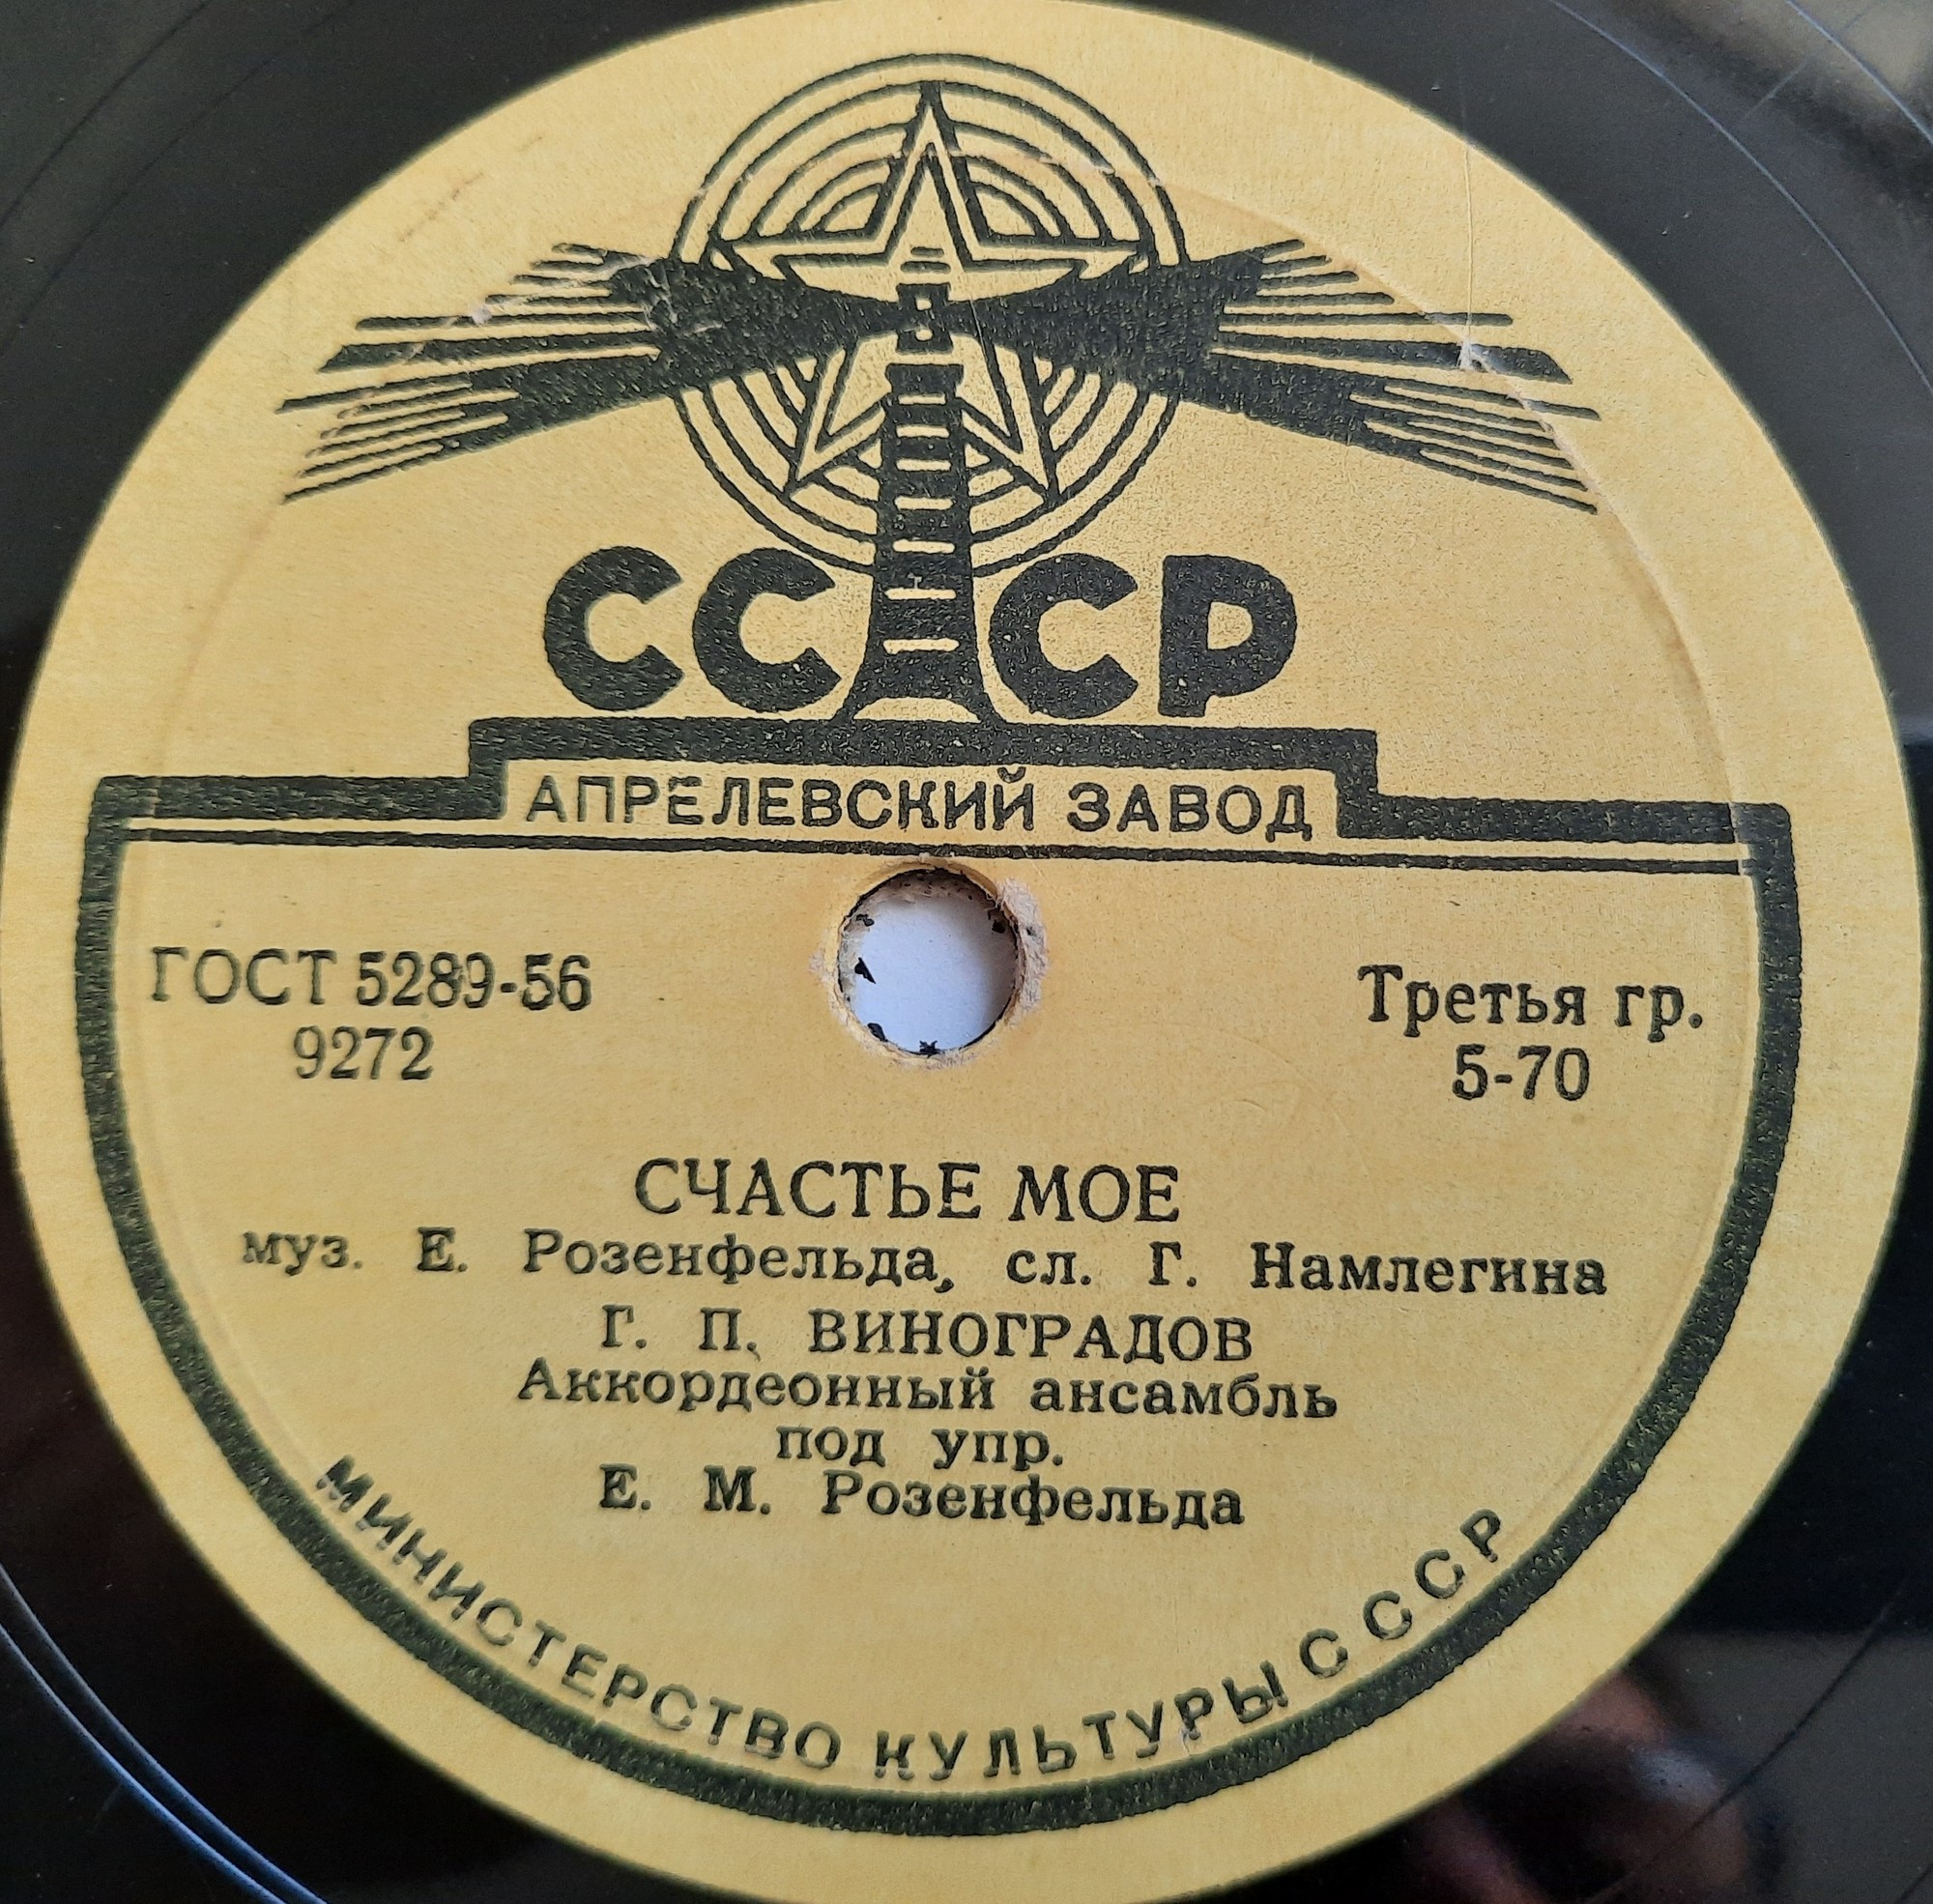 СССР
АПРЕЛЕВСКИЙ ЗАВОД
ГОСТ 5289-56
9272
Третья гр.
5-70
СЧАСТЬЕ МОЕ
муз. Е. Розенфельда, сл. Г. Намлегина
Г. П. ВИНОГРАДОВ
Аккордеонный ансамбль
под упр.
Е. М. Розенфельда
МИНИСТЕРСТВО КУЛЬТУРЫ СССР